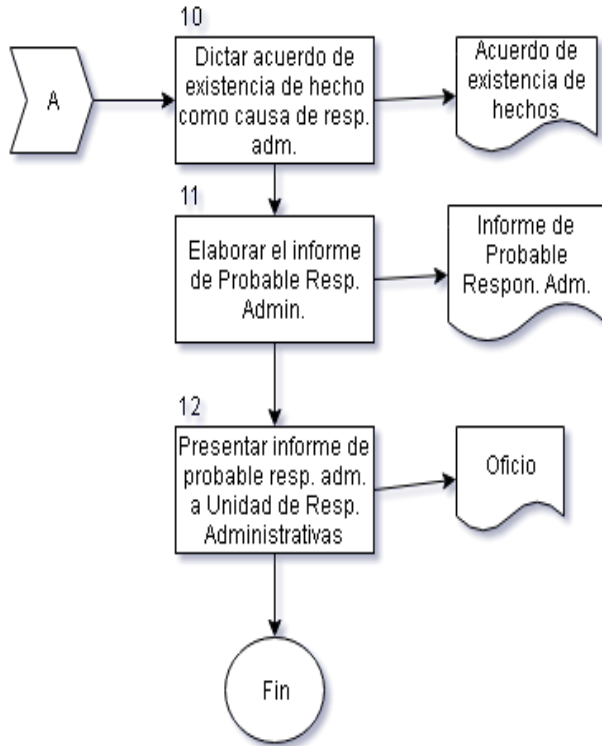 10
A
Dictar acuerdo de
existencia de hecho
como causa de resp.
adm.
Acuerdo de
existencia de
hechos
11
Elaborar el informe
de Probable Resp.
Admin.
Informe de
Probable
Respon. Adm.
12
Presentar informe de
probable resp. adm.
a Unidad de Resp.
Administrativas
Oficio
Fin